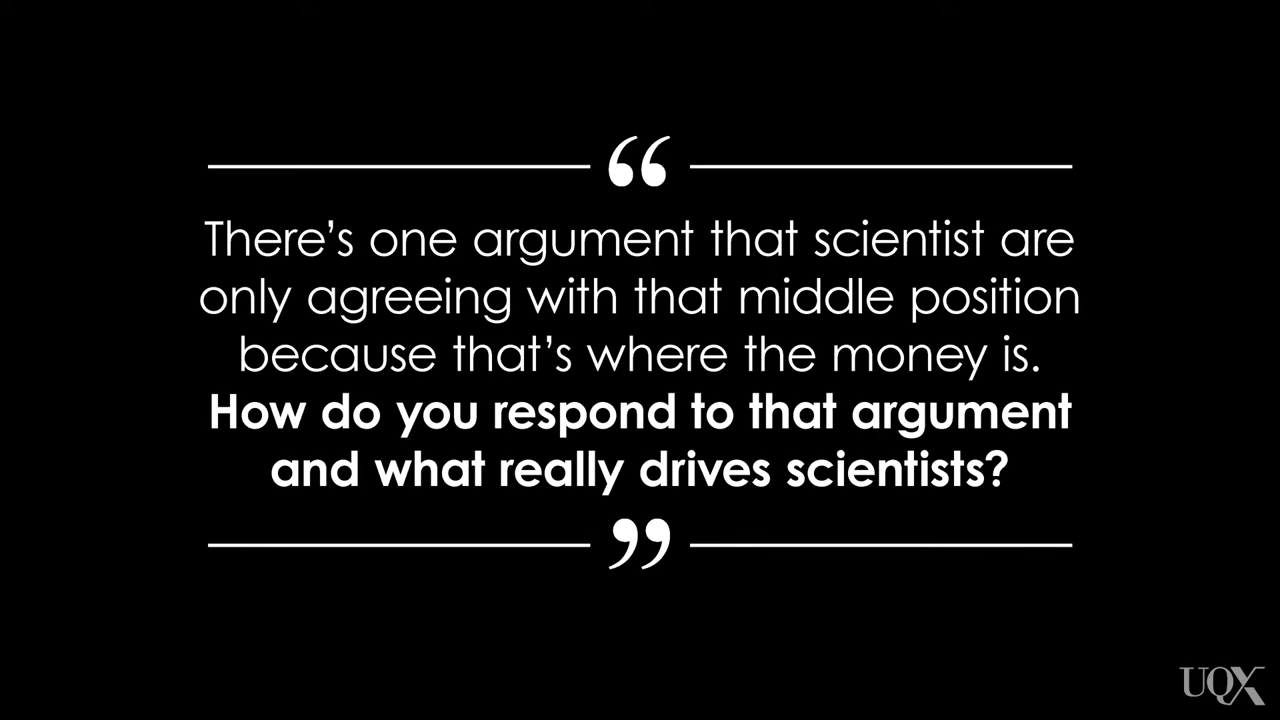 “
There’s one argument that scientist are
only agreeing with that middle position
because that’s where the money is.
How do you respond to that argument
and what really drives scientists?
”
UQX